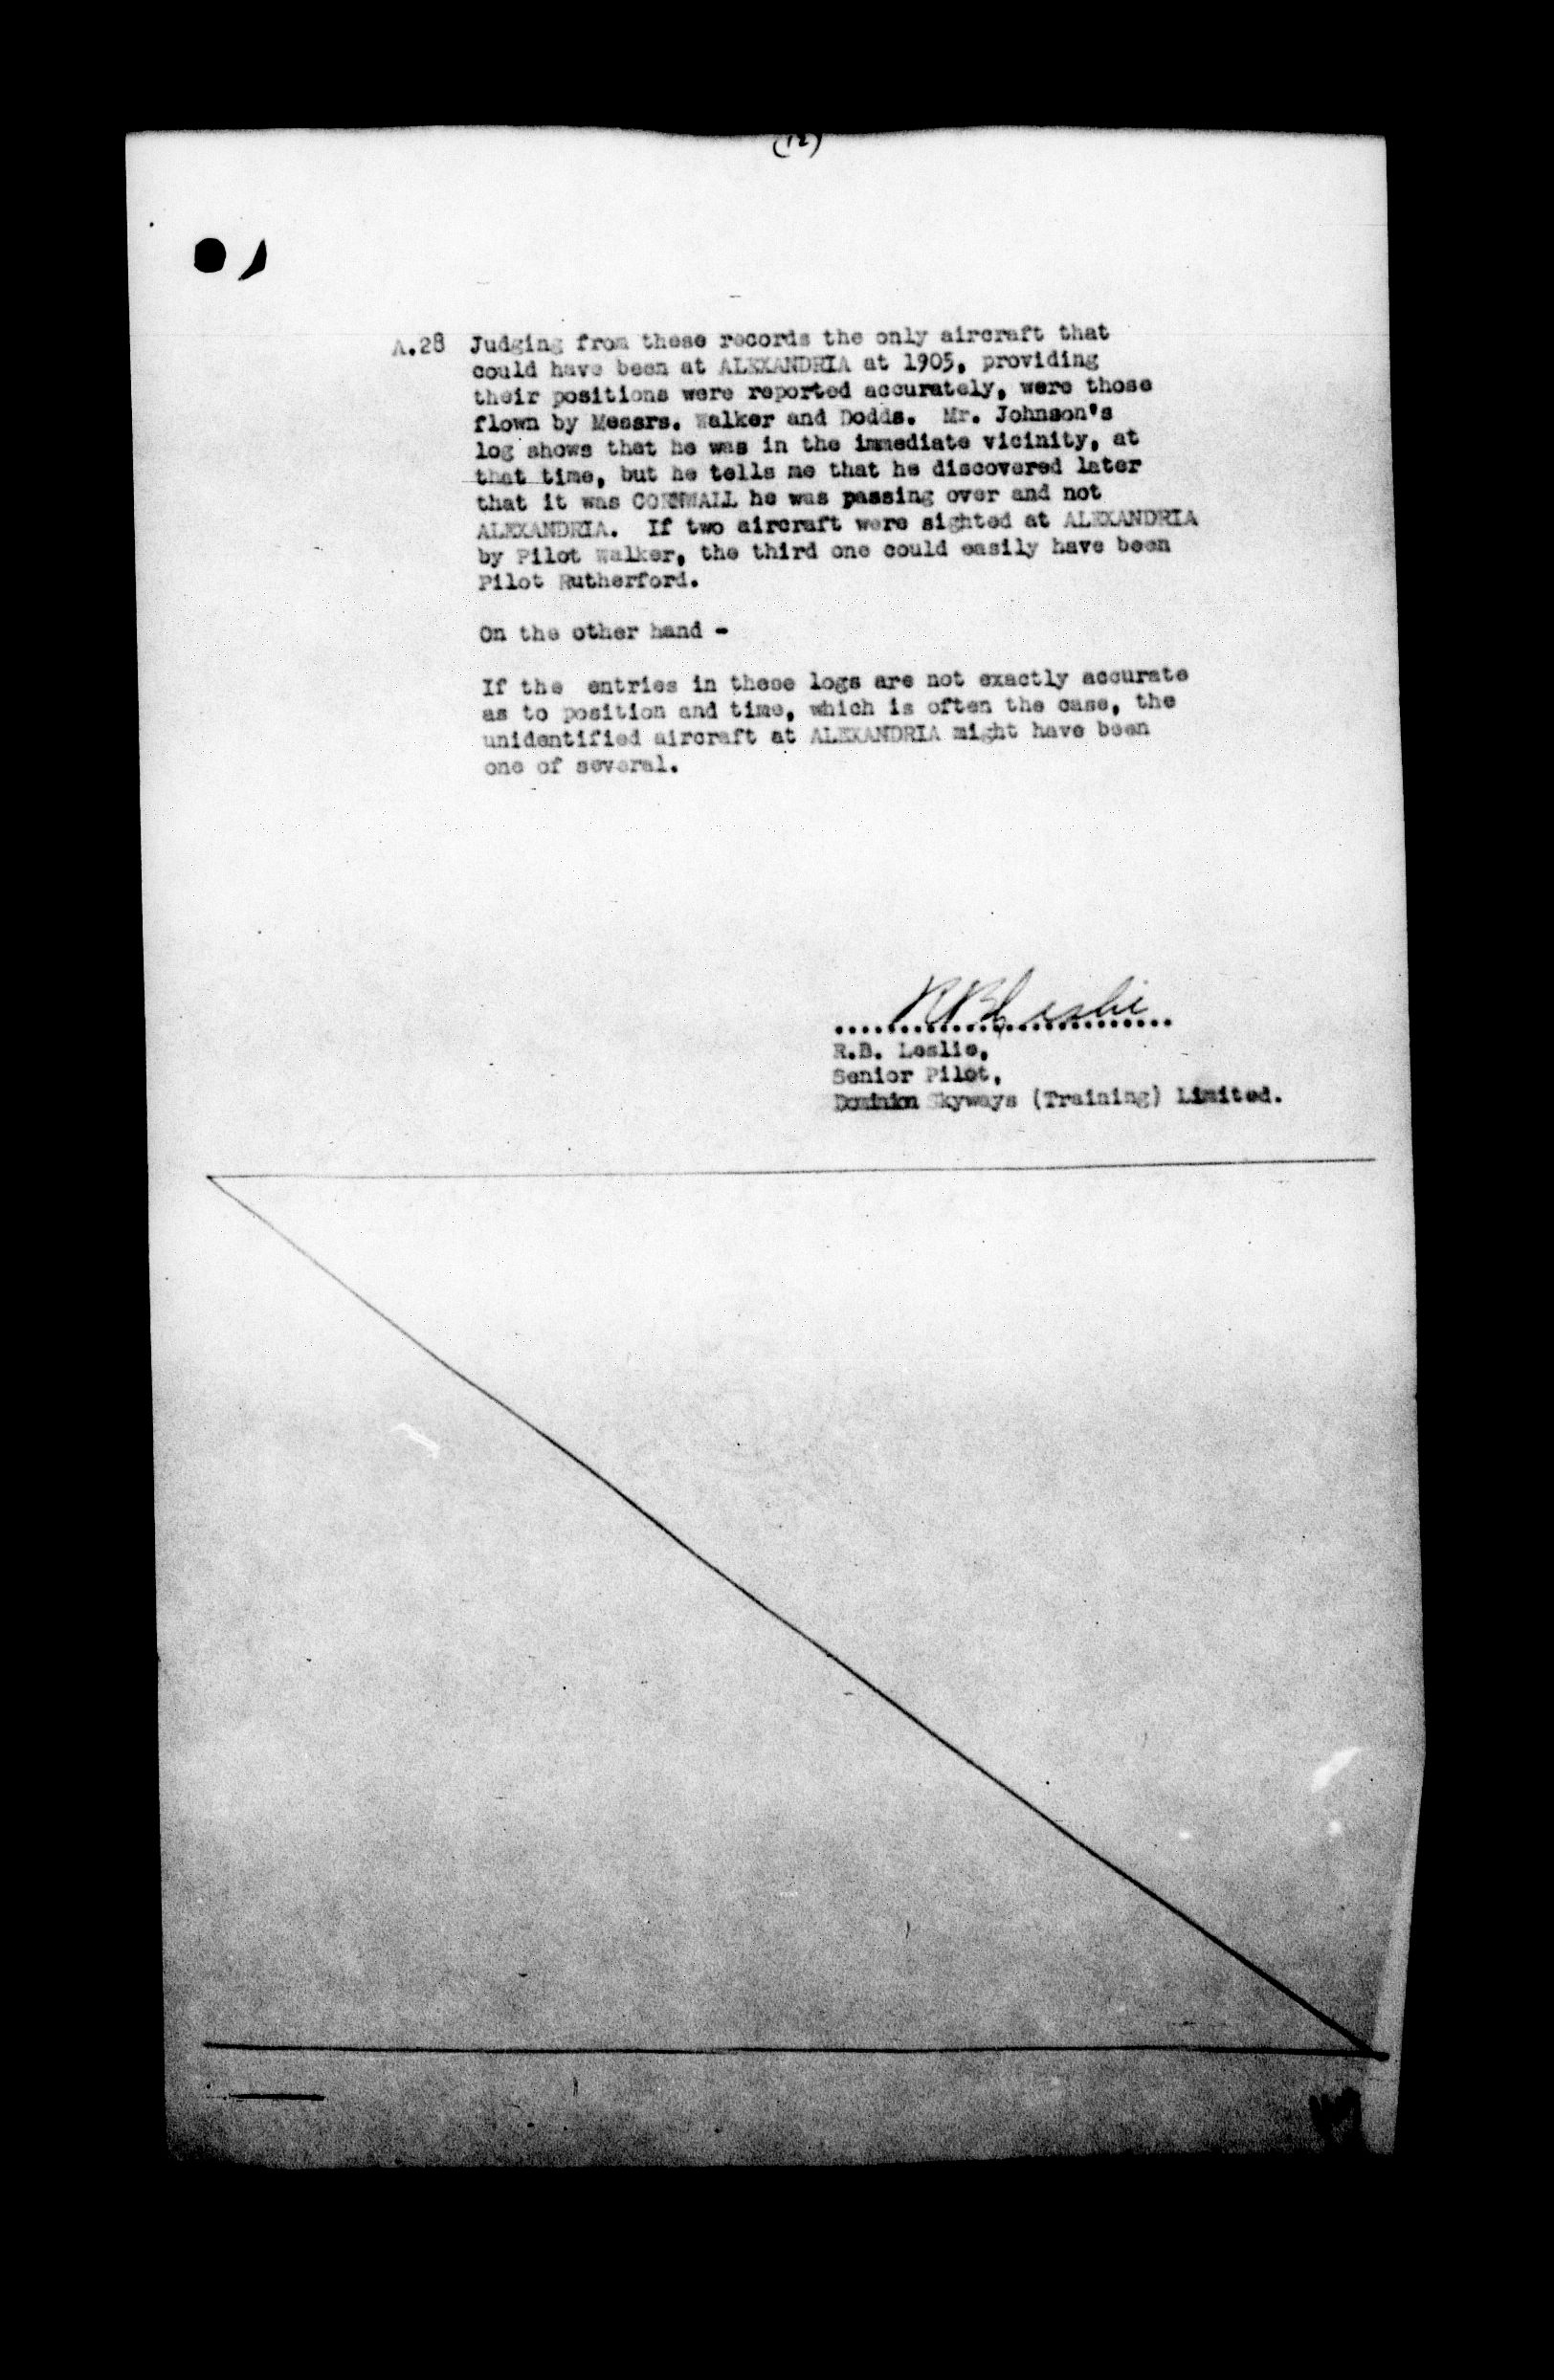 (12)
A.28 Judging from these records the only aircraft that
could have been at ALEXANDRIA at 1905, providing
their positions were reported accurately, were those
flown by Messrs. Walker and Dodds. Mr. Johnson's
log shows that he was in the immediate vicinity, at
that time, but he tells me that he discovered later
that it was CORNWALL he was passing over and not
ALEXANDRIA. If two aircraft were sighted at ALEXANDRIA
by Pilot Walker, the third one could easily have been
Pilot Rutherford.
On the other hand -
If the entries in these logs are not exactly accurate
as to position and time, which is often the case, the
unidentified aircraft at ALEXANDRIA might have been
one of several.
RBLeslie
R.B. Leslie,
Senior Pilot,
Dominion Skyways (Training) Limited.